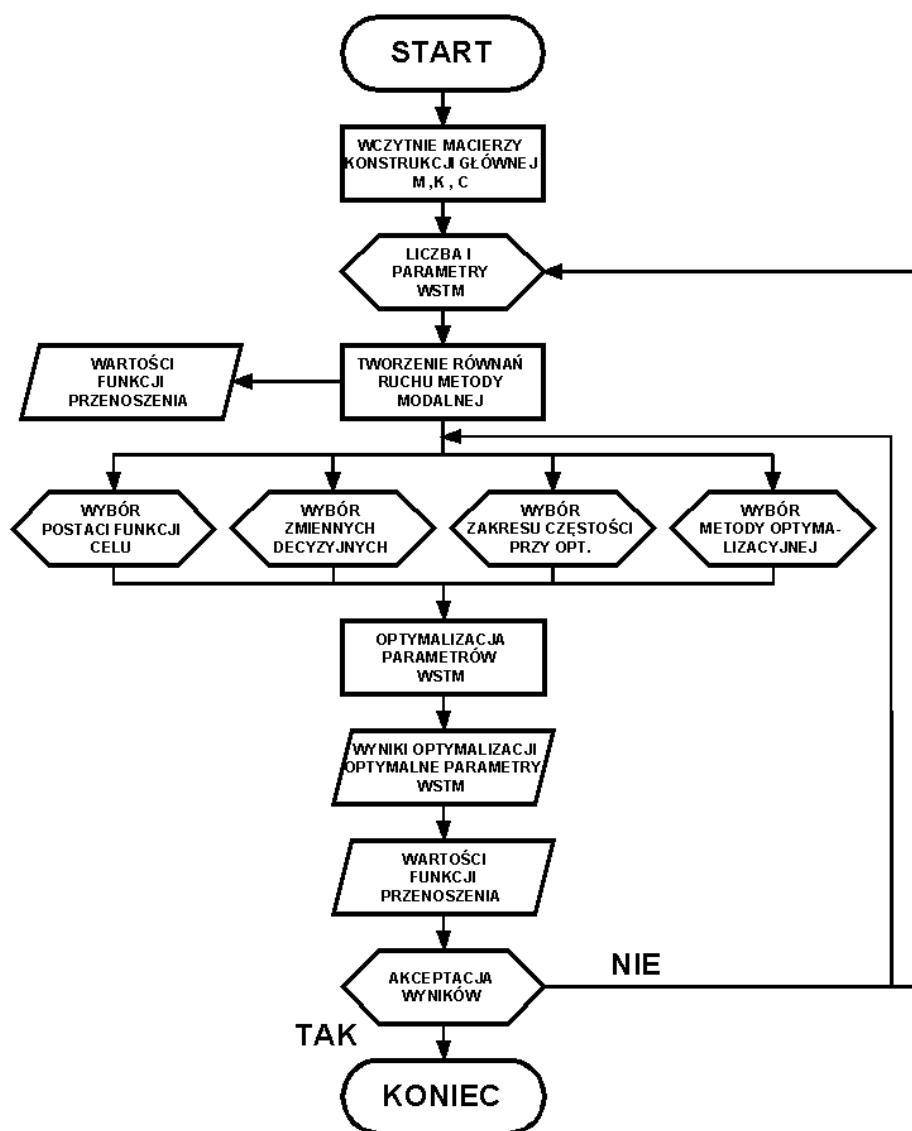 START
WCZYTNIE MACIERZY
KONSTRUKCJI GŁÓWNEJ
M ,K , C
LICZBA I
PARAMETRY
WSTM
WARTOŚCI
FUNKCJI
PRZENOSZENIA
TWORZENIE RÓWNAŃ
RUCHU METODY
MODALNEJ
WYBÓR
POSTACI FUNKCJI
CELU
WYBÓR
ZMIENNYCH
DECYZYJNYCH
WYBÓR
ZAKRESU CZĘSTOŚCI
PRZY OPT.
WYBÓR
METODY OPTYMA-
LIZACYJNEJ
OPTYMALIZACJA
PARAMETRÓW
WSTM
WYNIKI OPTYMALIZACJI
OPTYMALNE PARAMETRY
WSTM
WARTOŚCI
FUNKCJI
PRZENOSZENIA
AKCEPTACJA
WYNIKÓW
NIE
TAK
KONIEC